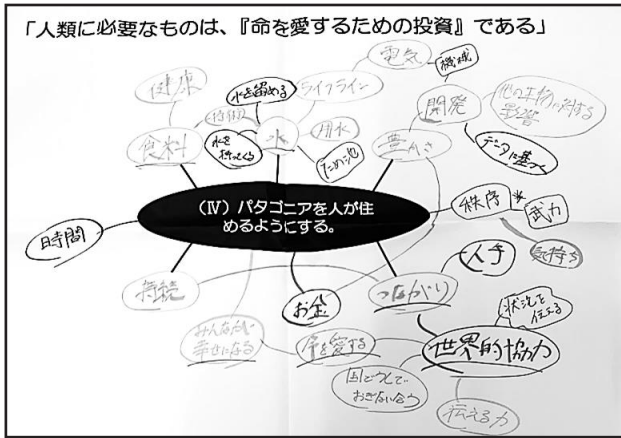 「人類に必要なものは、『命を愛するための投資』である」
電気
機械
健康
水を留める
ライフライン
開発
他の生物に対する
影響
食料
水を
持ってくる
水
用水
ため池
豊かさ
データに基づく
(Ⅳ) パタゴニアを人が住
めるようにする。
秩序
武力
気持ち
時間
人手
持続
お金
つながり
状況を
伝える
みんなが
幸せになる
命を愛する
世界的協力
国どうしで
おぎない合う
伝える力